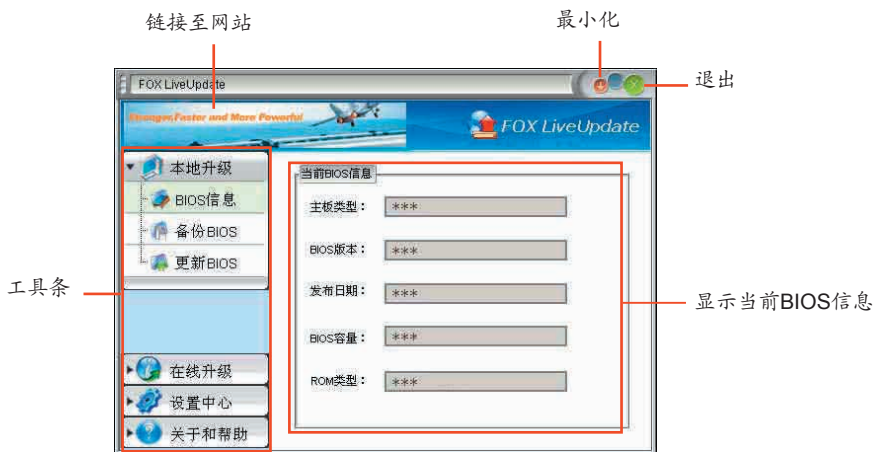 链接至网站
最小化
退出
FOX LiveUpdate
Stronger,Faster and More Powerful
FOX LiveUpdate
本地升级
BIOS信息
备份BIOS
更新BIOS
在线升级
设置中心
关于和帮助
当前BIOS信息
主板类型： ***
BIOS版本： ***
发布日期： ***
BIOS容量： ***
ROM类型： ***
工具条
显示当前BIOS信息